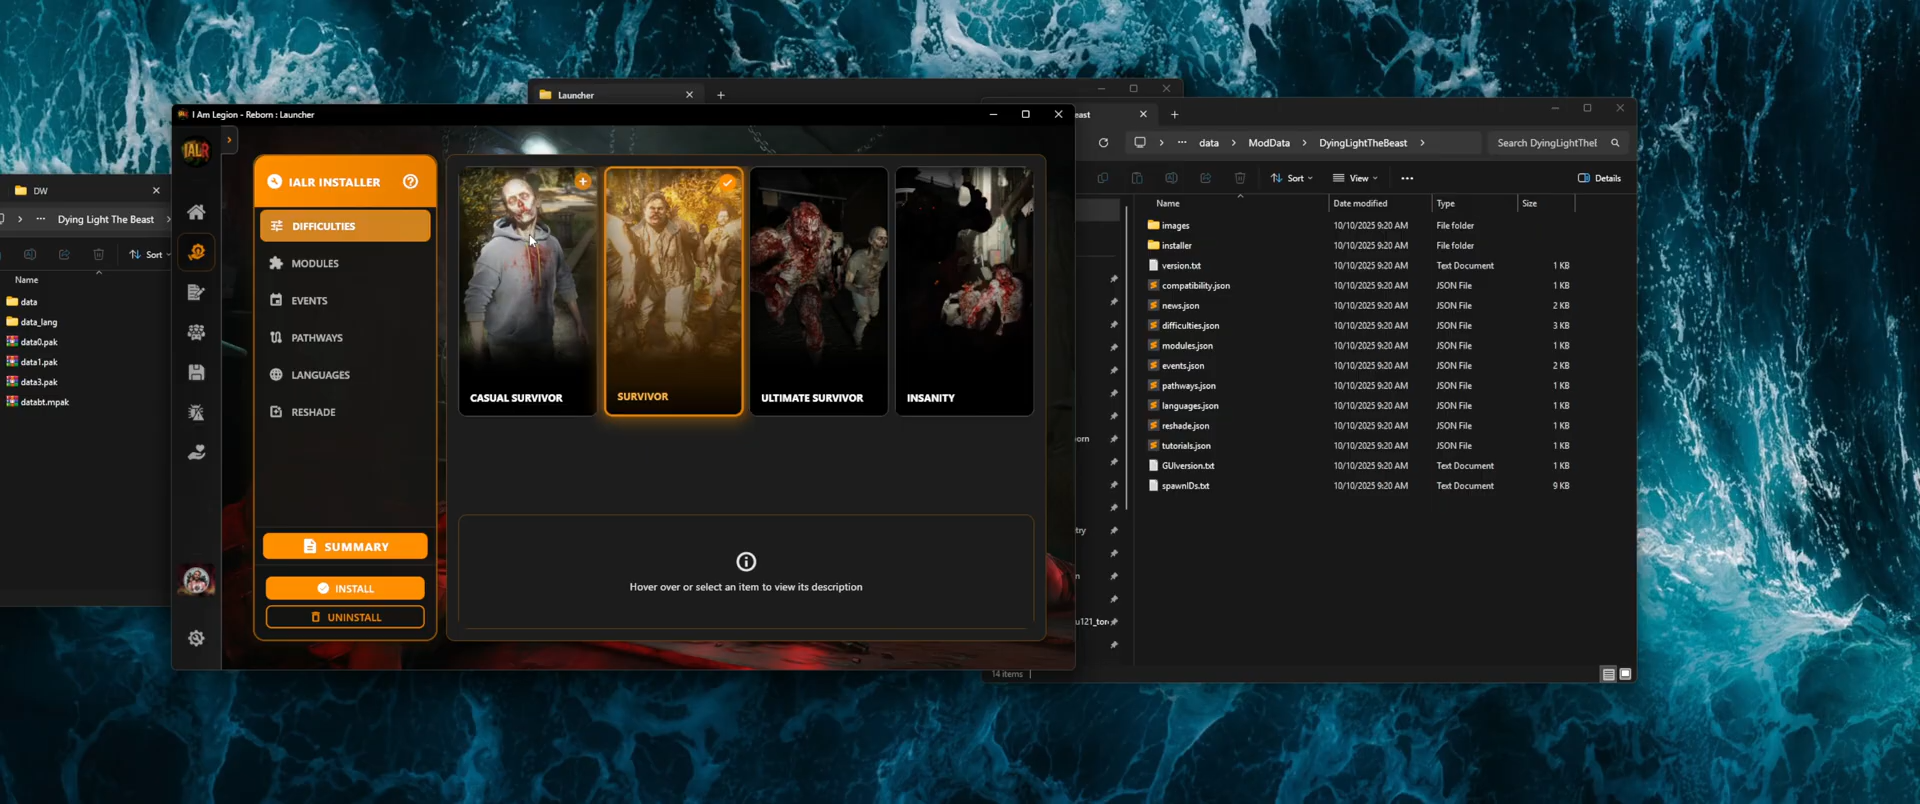 DW
Dying Light The Beast
Sort
Name
data
data_lang
data0.pak
data1.pak
data3.pak
databt.mpak
Launcher
I Am Legion - Reborn : Launcher
IALR
IALR INSTALLER
DIFFICULTIES
MODULES
EVENTS
PATHWAYS
LANGUAGES
RESHADE
SUMMARY
INSTALL
UNINSTALL
CASUAL SURVIVOR
SURVIVOR
ULTIMATE SURVIVOR
INSANITY
Hover over or select an item to view its description
east
data
ModData
DyingLightTheBeast
Search DyingLightThel
Sort
View
Details
Name Date modified Type Size
images 10/10/2025 9:20 AM File folder
installer 10/10/2025 9:20 AM File folder
version.txt 10/10/2025 9:20 AM Text Document 1 KB
compatibility.json 10/10/2025 9:20 AM JSON File 1 KB
news.json 10/10/2025 9:20 AM JSON File 2 KB
difficulties.json 10/10/2025 9:20 AM JSON File 3 KB
modules.json 10/10/2025 9:20 AM JSON File 1 KB
events.json 10/10/2025 9:20 AM JSON File 2 KB
pathways.json 10/10/2025 9:20 AM JSON File 1 KB
languages.json 10/10/2025 9:20 AM JSON File 1 KB
reshade.json 10/10/2025 9:20 AM JSON File 1 KB
tutorials.json 10/10/2025 9:20 AM JSON File 1 KB
GUIversion.txt 10/10/2025 9:20 AM Text Document 1 KB
spawnIDs.txt 10/10/2025 9:20 AM Text Document 9 KB
orn
try
n
u121_tor
14 items